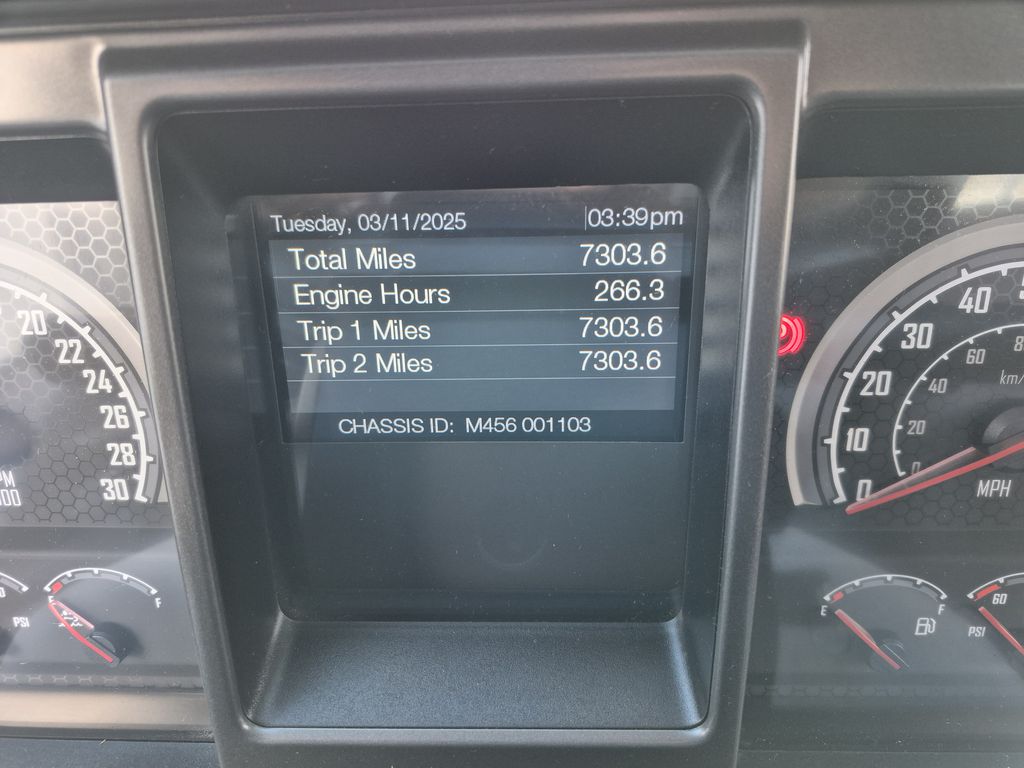 Tuesday, 03/11/2025 03:39pm
Total Miles 7303.6
Engine Hours 266.3
Trip 1 Miles 7303.6
Trip 2 Miles 7303.6
CHASSIS ID: M456 001103
20
22
24
26
28
30
PSI
F
40
30
20
10
0
60
40
20
0
MPH
E
F
60
PSI